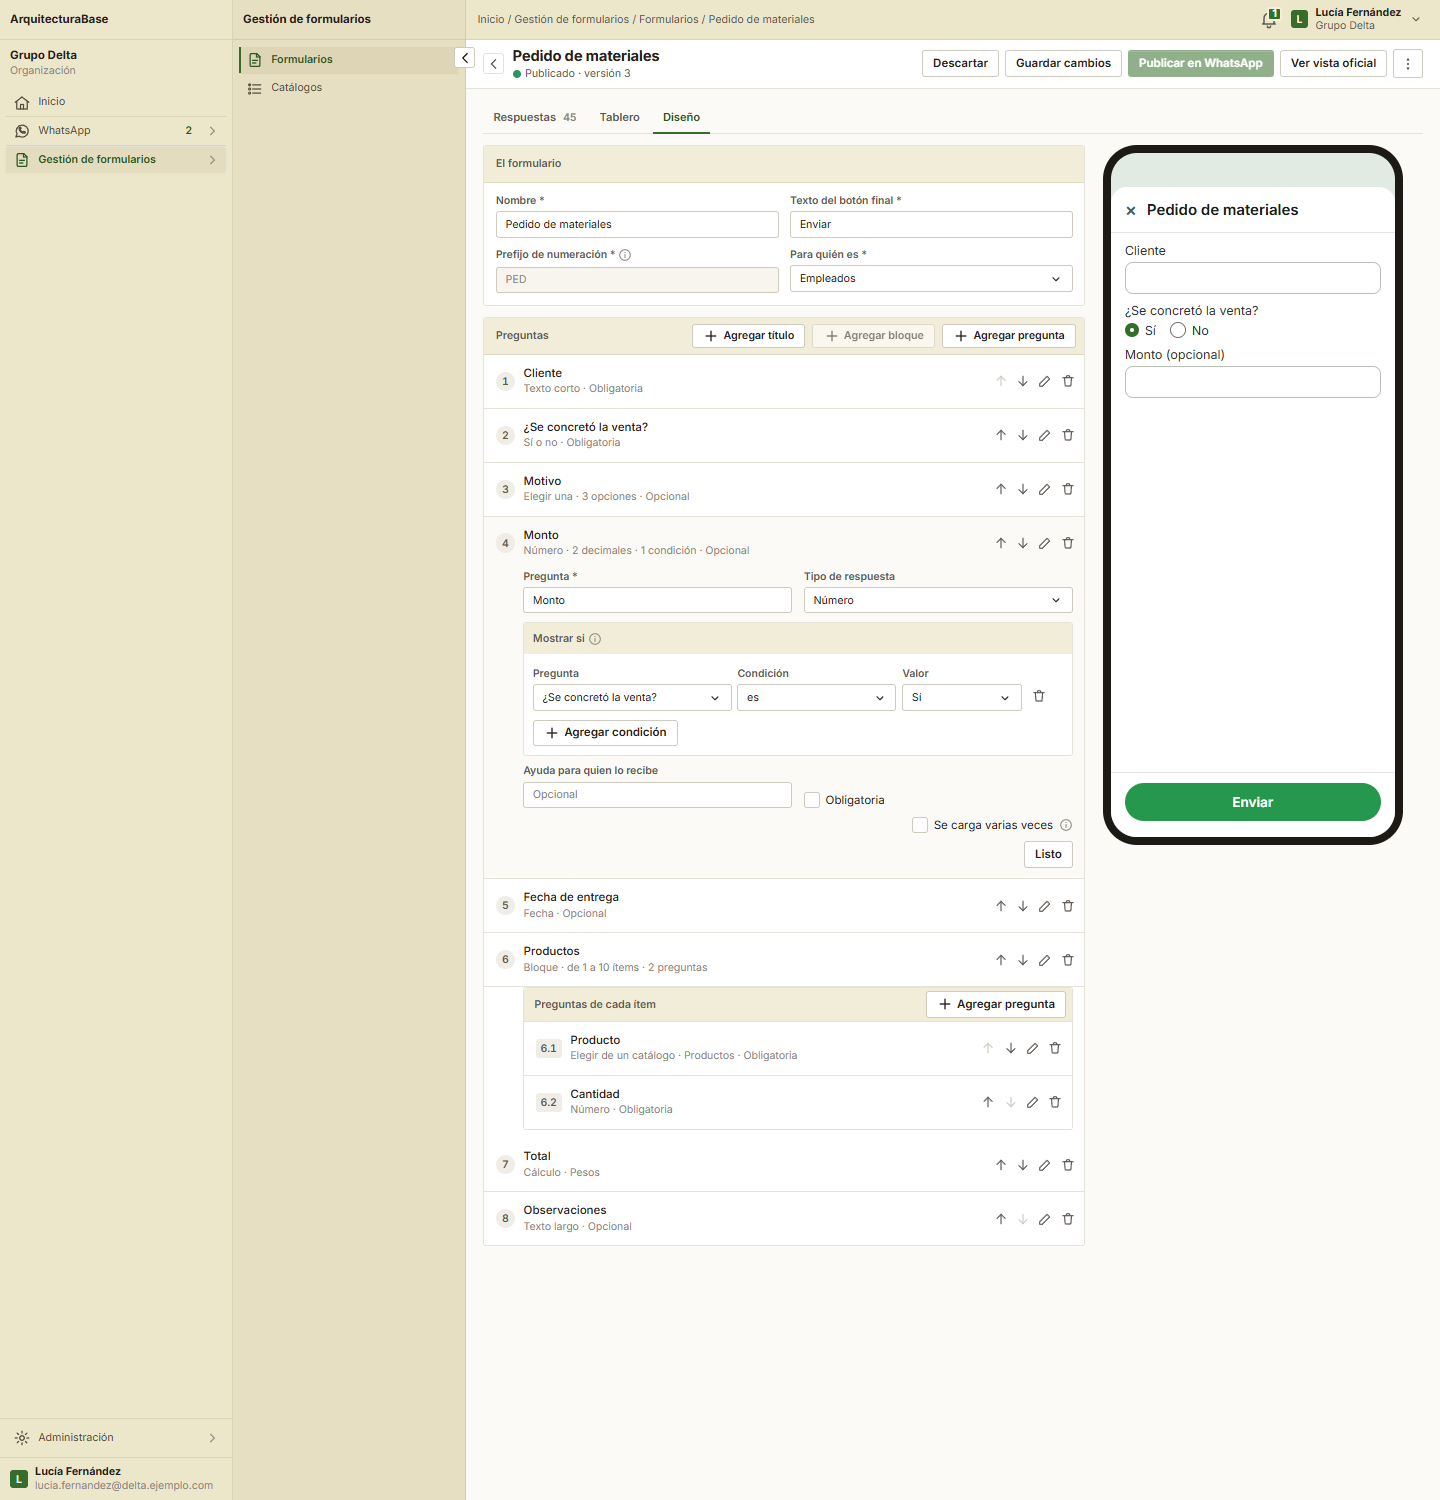 ArquitecturaBase
Grupo Delta
Organización
Inicio
WhatsApp 2
Gestión de formularios
Administración
L Lucía Fernández
lucia.fernandez@delta.ejemplo.com
Gestión de formularios
Formularios
Catálogos
Inicio / Gestión de formularios / Formularios / Pedido de materiales
1
L Lucía Fernández
Grupo Delta
Pedido de materiales
Publicado · versión 3
Descartar Guardar cambios Publicar en WhatsApp Ver vista oficial
Respuestas 45 Tablero Diseño
El formulario
Nombre * Texto del botón final *
Pedido de materiales Enviar
Prefijo de numeración * Para quién es *
PED Empleados
Preguntas Agregar título Agregar bloque Agregar pregunta
1 Cliente
Texto corto · Obligatoria
2 ¿Se concretó la venta?
Sí o no · Obligatoria
3 Motivo
Elegir una · 3 opciones · Opcional
4 Monto
Número · 2 decimales · 1 condición · Opcional
Pregunta * Tipo de respuesta
Monto Número
Mostrar si
Pregunta Condición Valor
¿Se concretó la venta? es Sí
Agregar condición
Ayuda para quien lo recibe
Opcional Obligatoria
Se carga varias veces
Listo
5 Fecha de entrega
Fecha · Opcional
6 Productos
Bloque · de 1 a 10 ítems · 2 preguntas
Preguntas de cada ítem Agregar pregunta
6.1 Producto
Elegir de un catálogo · Productos · Obligatoria
6.2 Cantidad
Número · Obligatoria
7 Total
Cálculo · Pesos
8 Observaciones
Texto largo · Opcional
Pedido de materiales
Cliente
¿Se concretó la venta?
Sí No
Monto (opcional)
Enviar